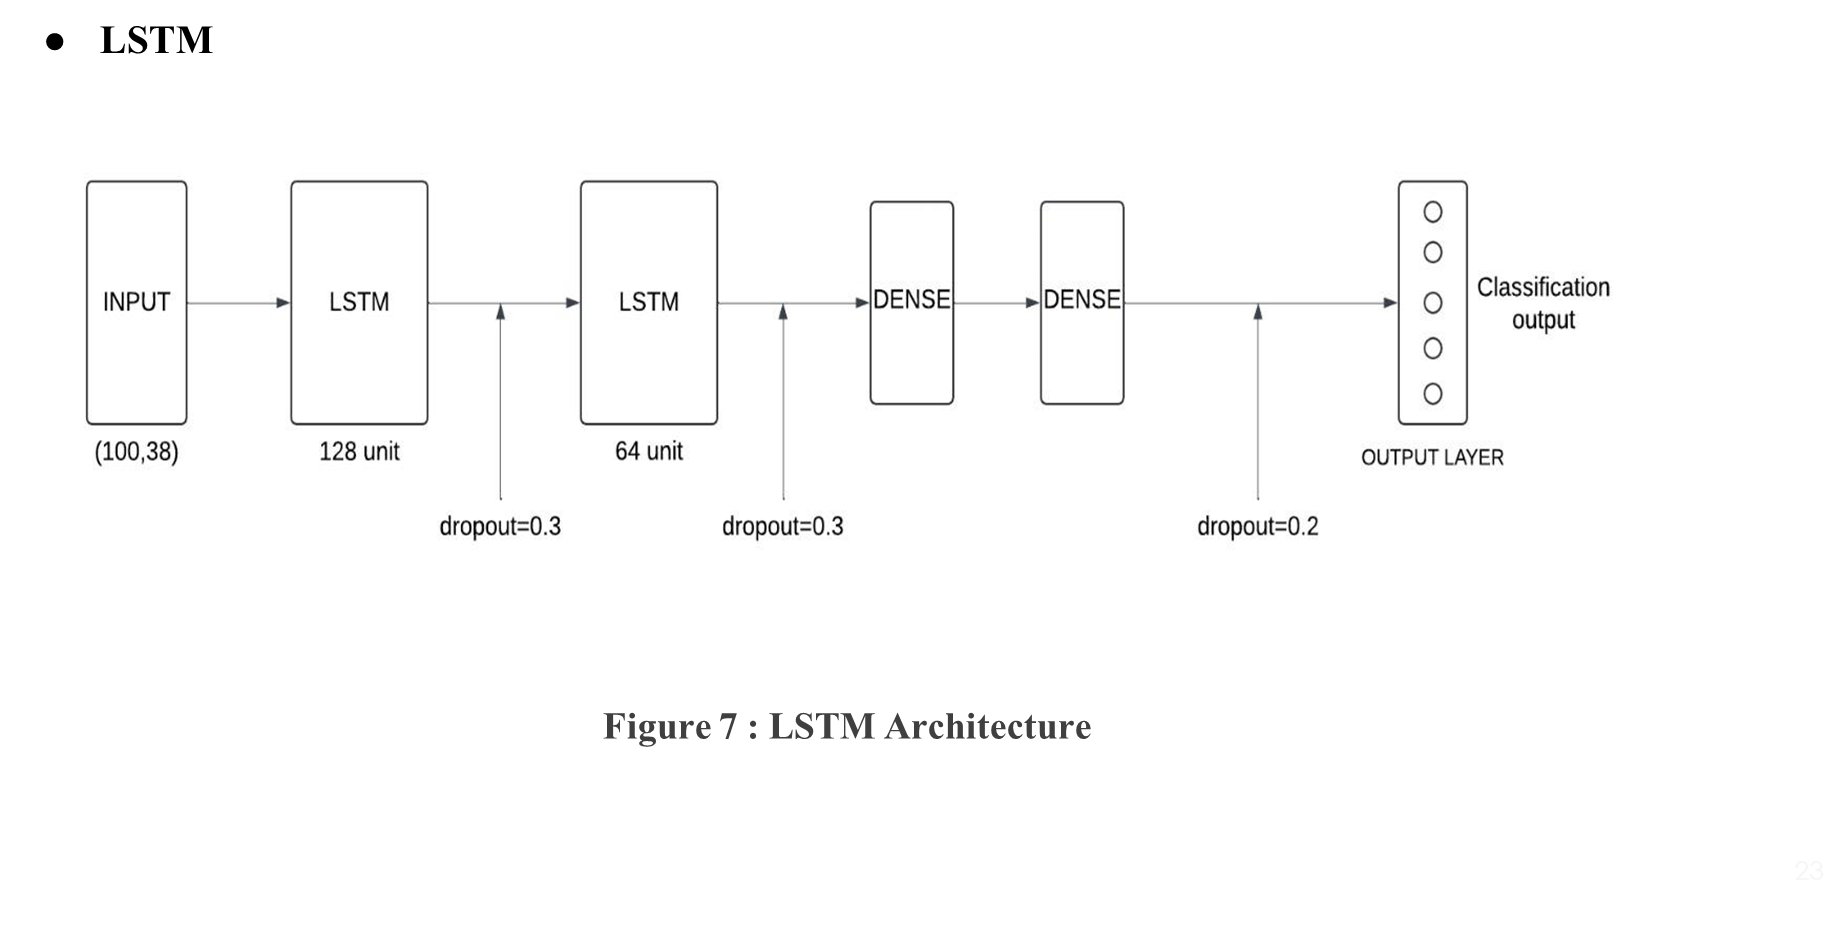 ● LSTM
INPUT
LSTM
LSTM
DENSE
DENSE
Classification
output
(100,38)
128 unit
64 unit
OUTPUT LAYER
dropout=0.3
dropout=0.3
dropout=0.2
Figure 7 : LSTM Architecture
23